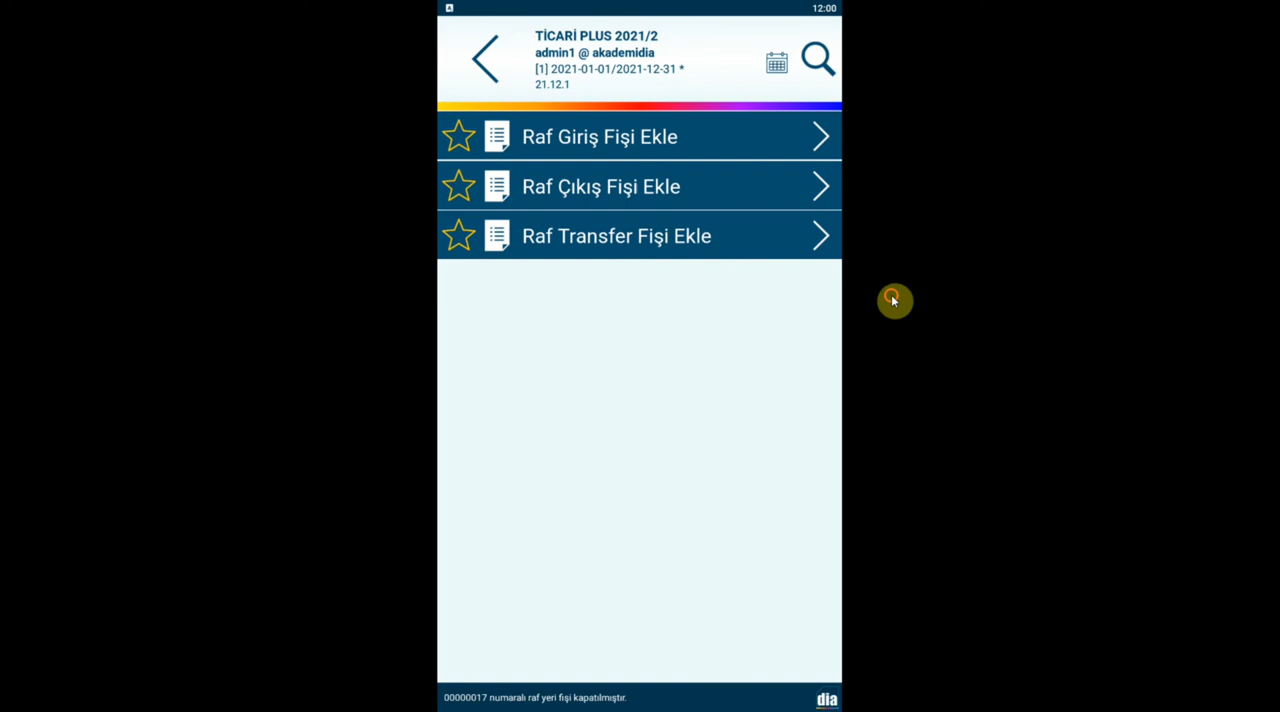 A
12:00
TİCARİ PLUS 2021/2
admin1 @ akademidia
[1] 2021-01-01/2021-12-31 *
21.12.1
Raf Giriş Fişi Ekle
Raf Çıkış Fişi Ekle
Raf Transfer Fişi Ekle
00000017 numaralı raf yeri fişi kapatılmıştır.
dia